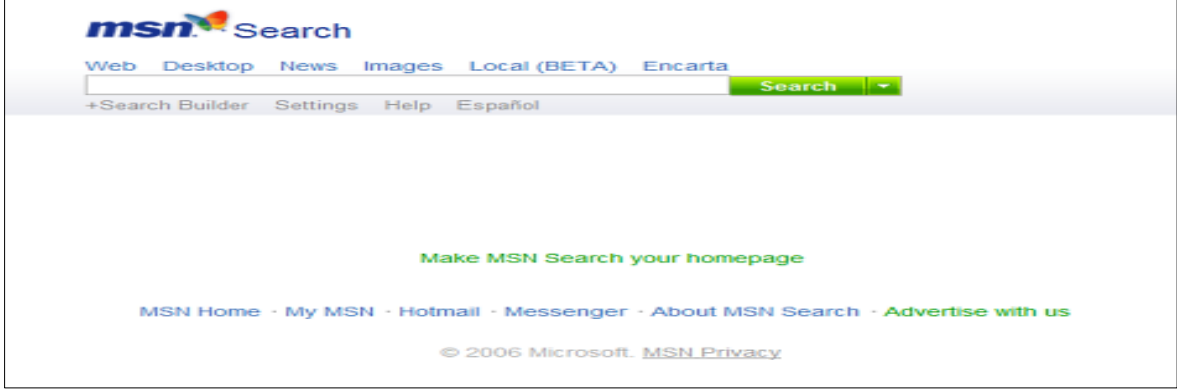 msn Search
Web Desktop News Images Local (BETA) Encarta
Search
+Search Builder Settings Help Español
Make MSN Search your homepage
MSN Home · My MSN · Hotmail · Messenger · About MSN Search · Advertise with us
© 2006 Microsoft. MSN Privacy